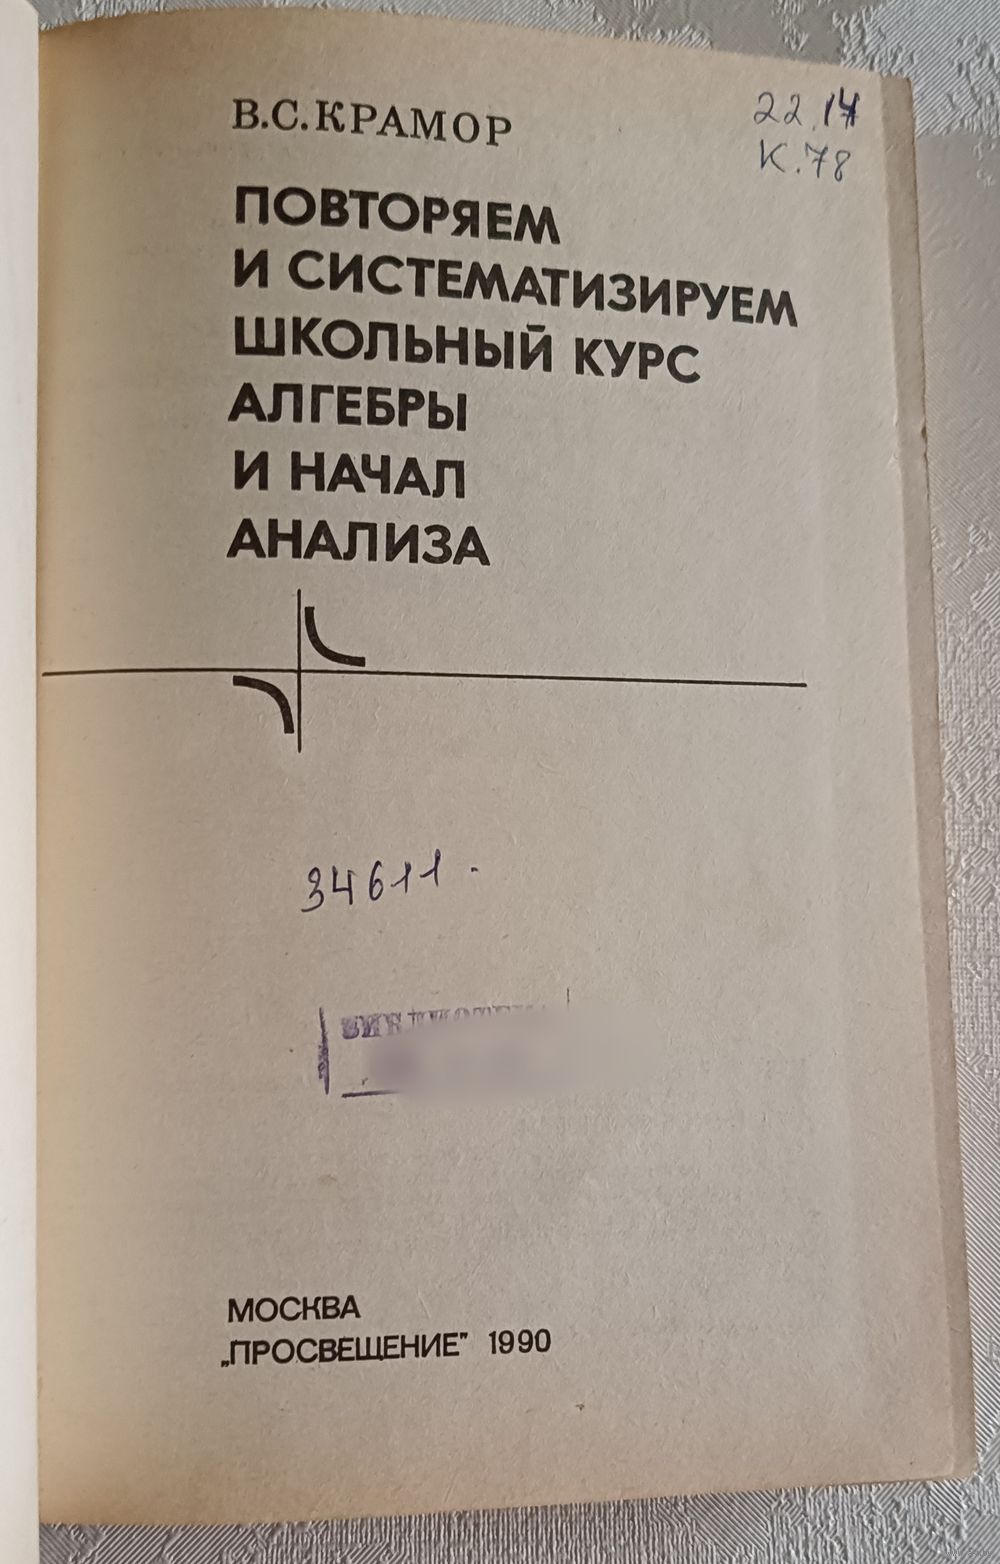 В.С.КРАМОР
22.14
К.78
ПОВТОРЯЕМ
И СИСТЕМАТИЗИРУЕМ
ШКОЛЬНЫЙ КУРС
АЛГЕБРЫ
И НАЧАЛ
АНАЛИЗА
34611.
МОСКВА
„ПРОСВЕЩЕНИЕ” 1990